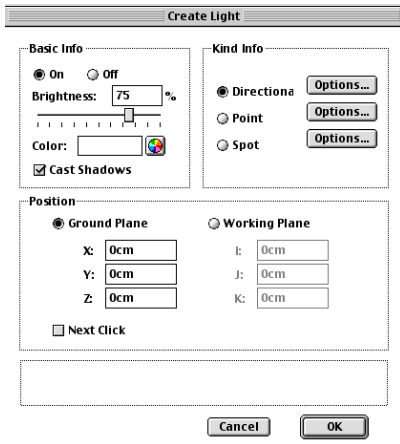 Create Light
Basic Info
On Off
Brightness: 75 %
Color:
Cast Shadows
Kind Info
Directiona Options...
Point Options...
Spot Options...
Position
Ground Plane Working Plane
X: 0cm I: 0cm
Y: 0cm J: 0cm
Z: 0cm K: 0cm
Next Click
Cancel OK